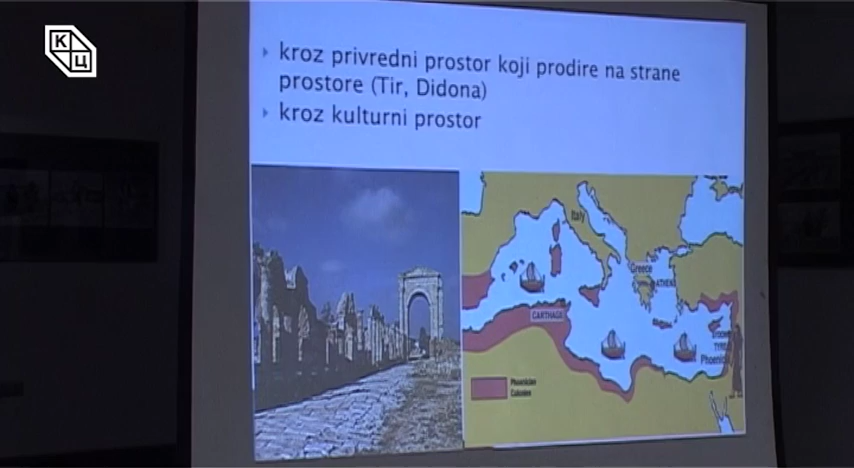 К
Ц
kroz privredni prostor koji prodire na strane
prostore (Tir, Didona)
kroz kulturni prostor
Italy
Greece
ATHENS
CARTHAGE
TYRE
Phoenicia
Phoenician
Colonies